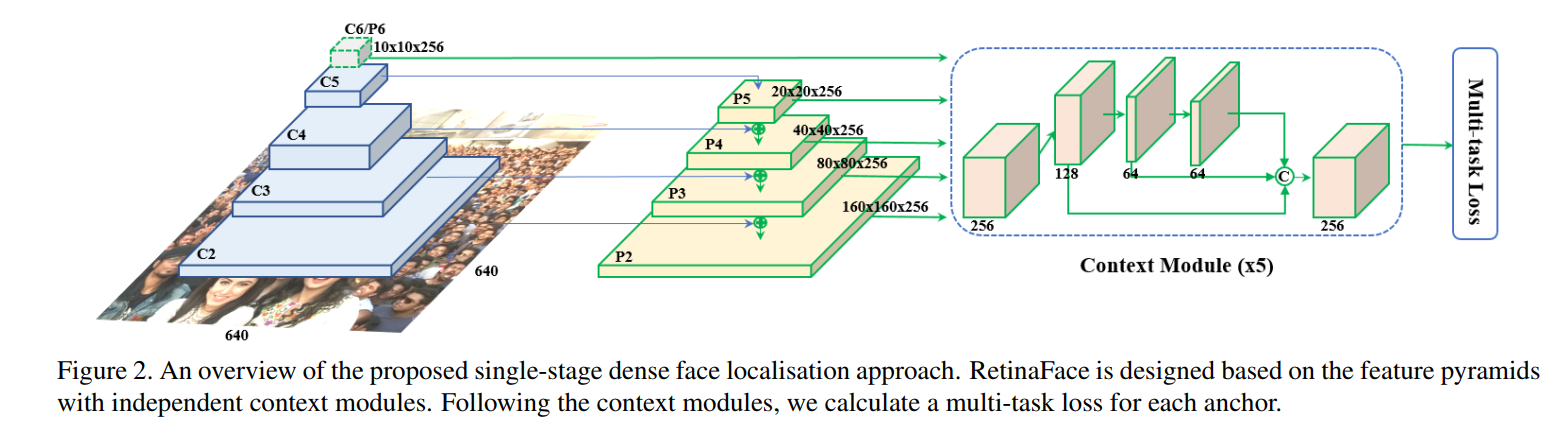 C6/P6
10x10x256
C5
C4
C3
C2
640
640
P5
20x20x256
P4
40x40x256
P3
80x80x256
P2
160x160x256
256
128
64
64
C
256
Context Module (x5)
Multi-task Loss
Figure 2. An overview of the proposed single-stage dense face localisation approach. RetinaFace is designed based on the feature pyramids
with independent context modules. Following the context modules, we calculate a multi-task loss for each anchor.